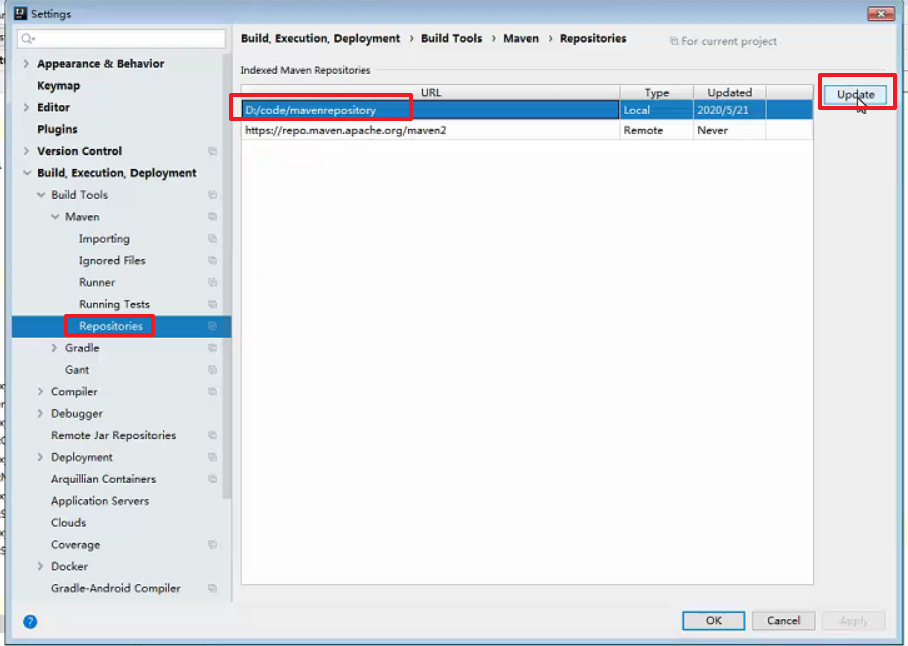 Settings
Build, Execution, Deployment › Build Tools › Maven › Repositories
For current project
Appearance & Behavior
Keymap
Editor
Plugins
Version Control
Build, Execution, Deployment
Build Tools
Maven
Importing
Ignored Files
Runner
Running Tests
Repositories
Gradle
Gant
Compiler
Debugger
Remote Jar Repositories
Deployment
Arquillian Containers
Application Servers
Clouds
Coverage
Docker
Gradle-Android Compiler
Indexed Maven Repositories
URL Type Updated
D:/code/mavenrepository Local 2020/5/21
https://repo.maven.apache.org/maven2 Remote Never
Update
?
OK Cancel Apply